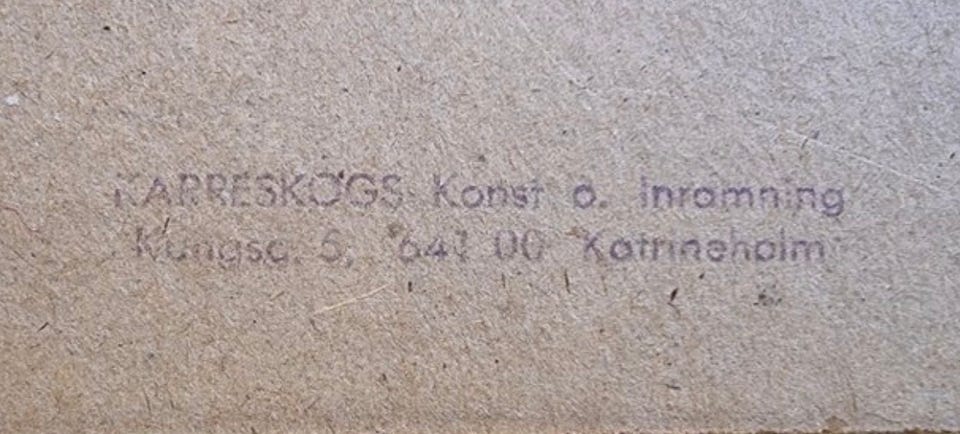 KARRESKOGS Konst o. Inramning
Kungsg. 5, 641 00 Katrineholm